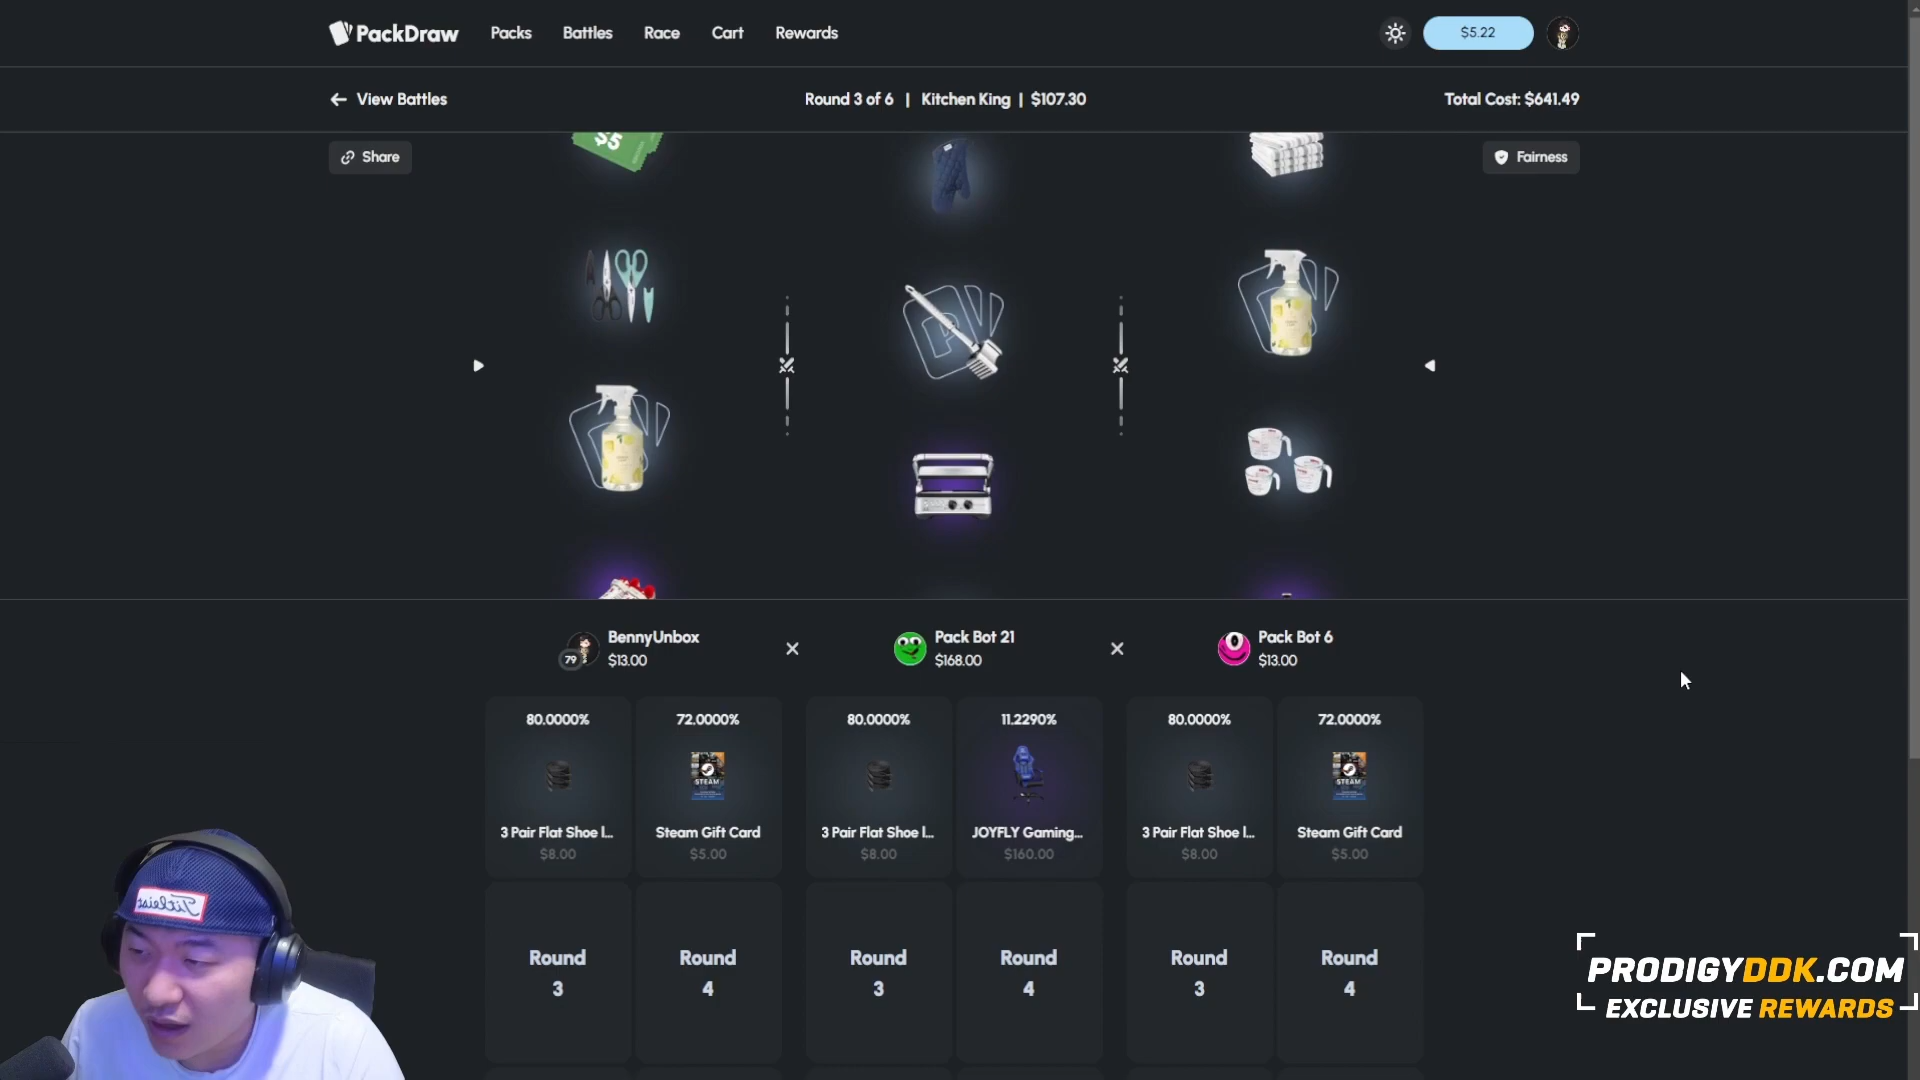 PackDraw
Packs
Battles
Race
Cart
Rewards
$5.22
View Battles
Round 3 of 6 | Kitchen King | $107.30
Total Cost: $641.49
Share
Fairness
$5
BennyUnbox
79
$13.00
Pack Bot 21
$168.00
Pack Bot 6
$13.00
80.0000%
72.0000%
80.0000%
11.2290%
80.0000%
72.0000%
STEAM
STEAM
3 Pair Flat Shoe l...
Steam Gift Card
3 Pair Flat Shoe l...
JOYFLY Gaming...
3 Pair Flat Shoe l...
Steam Gift Card
$8.00
$5.00
$8.00
$160.00
$8.00
$5.00
Round
3
Round
4
Round
3
Round
4
Round
3
Round
4
Titleist
PRODIGYDDK.COM
EXCLUSIVE REWARDS